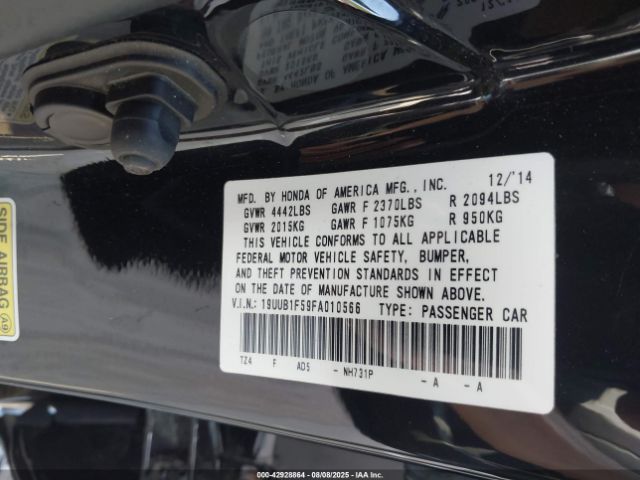 MFD. BY HONDA OF AMERICA MFG., INC. 12/'14
GVWR 4442LBS GAWR F 2370LBS R 2094LBS
GVWR 2015KG GAWR F 1075KG R 950KG
THIS VEHICLE CONFORMS TO ALL APPLICABLE
FEDERAL MOTOR VEHICLE SAFETY, BUMPER,
AND THEFT PREVENTION STANDARDS IN EFFECT
ON THE DATE OF MANUFACTURE SHOWN ABOVE.
V.I.N.: 19UUB1F59FA010566 TYPE: PASSENGER CAR
TZ4 F AD5 - NH731P - A - A
SIDE AIRBAG A9
000-42928864 - 08/08/2025 - IAA, Inc.